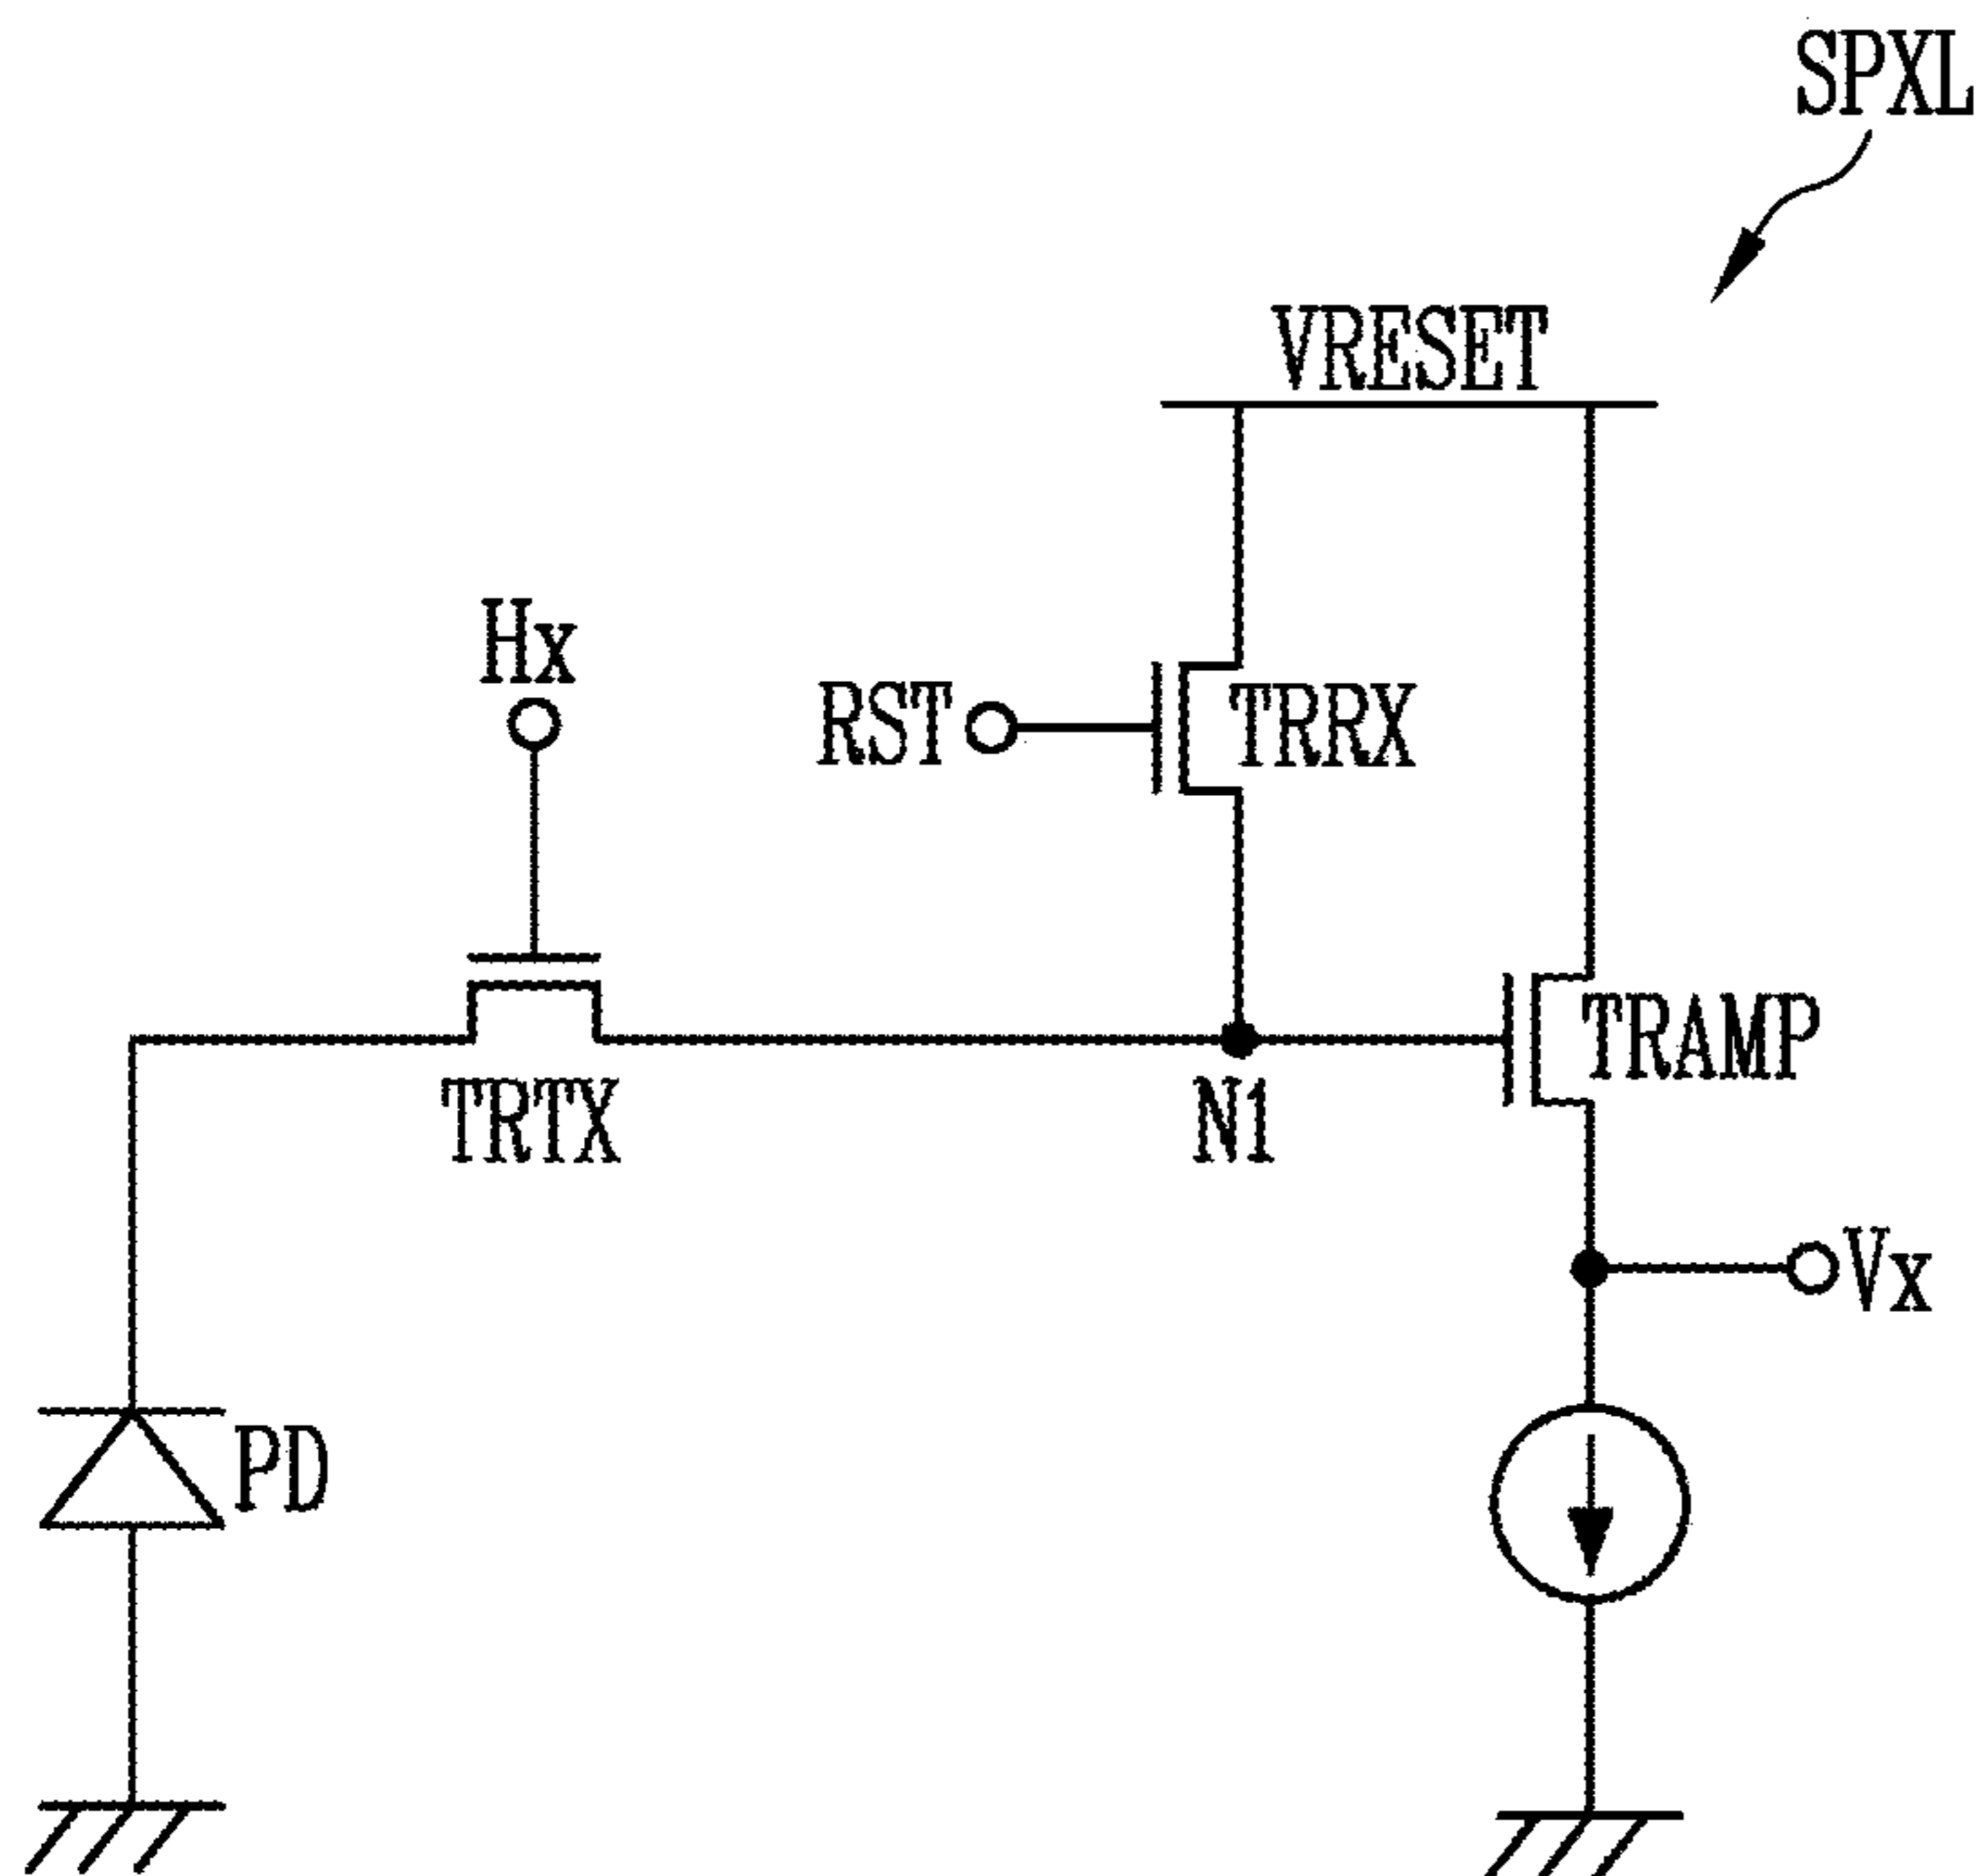 SPXL
VRESET
Hx
RST
TRRX
TRAMP
TRTX
N1
Vx
PD